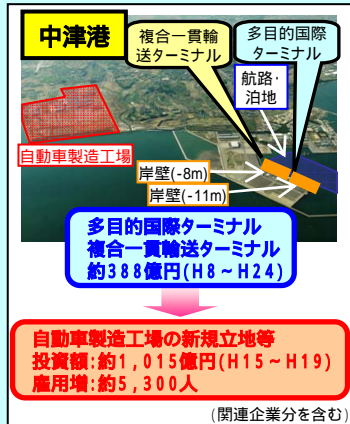 中津港
複合一貫輸
送ターミナル
多目的国際
ターミナル
航路・
泊地
自動車製造工場
岸壁(-8m)
岸壁(-11m)
多目的国際ターミナル
複合一貫輸送ターミナル
約388億円(H8～H24)
自動車製造工場の新規立地等
投資額:約1,015億円(H15～H19)
雇用増:約5,300人
(関連企業分を含む)